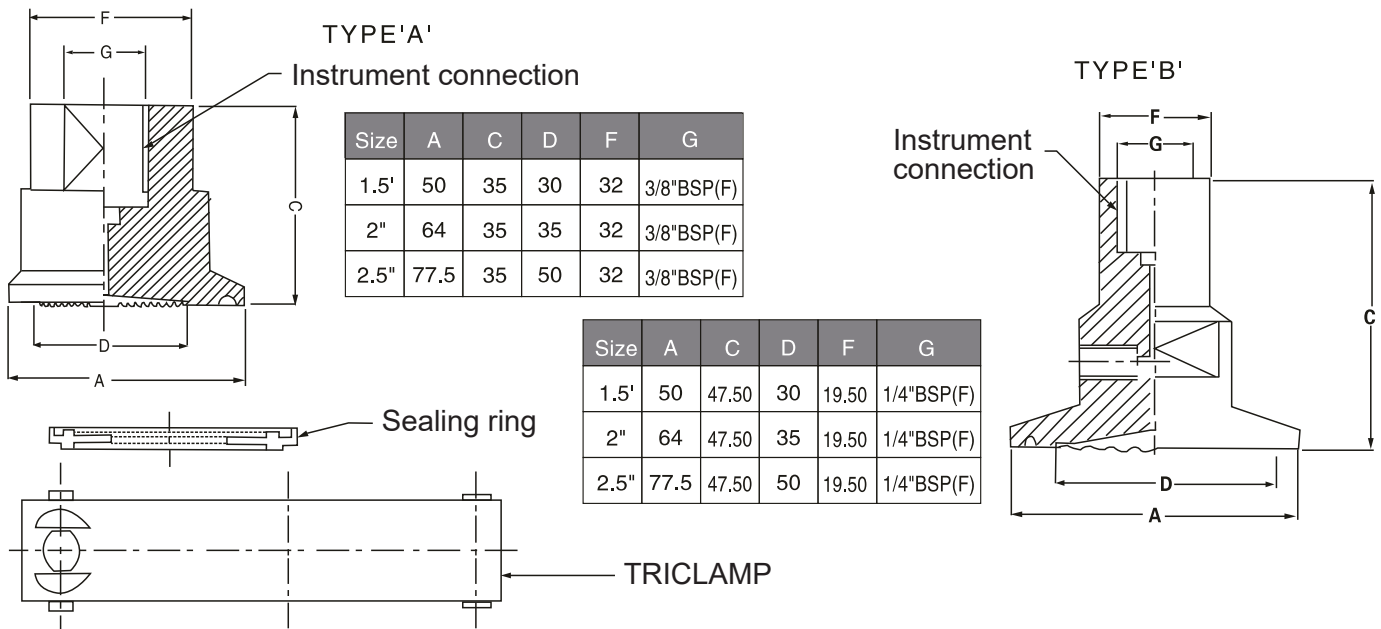 TYPE'A'
F
G
Instrument connection
C
D
A
Size A C D F G
1.5' 50 35 30 32 3/8"BSP(F)
2" 64 35 35 32 3/8"BSP(F)
2.5" 77.5 35 50 32 3/8"BSP(F)
Sealing ring
TRICLAMP
TYPE'B'
F
G
Instrument
connection
C
D
A
Size A C D F G
1.5' 50 47.50 30 19.50 1/4"BSP(F)
2" 64 47.50 35 19.50 1/4"BSP(F)
2.5" 77.5 47.50 50 19.50 1/4"BSP(F)